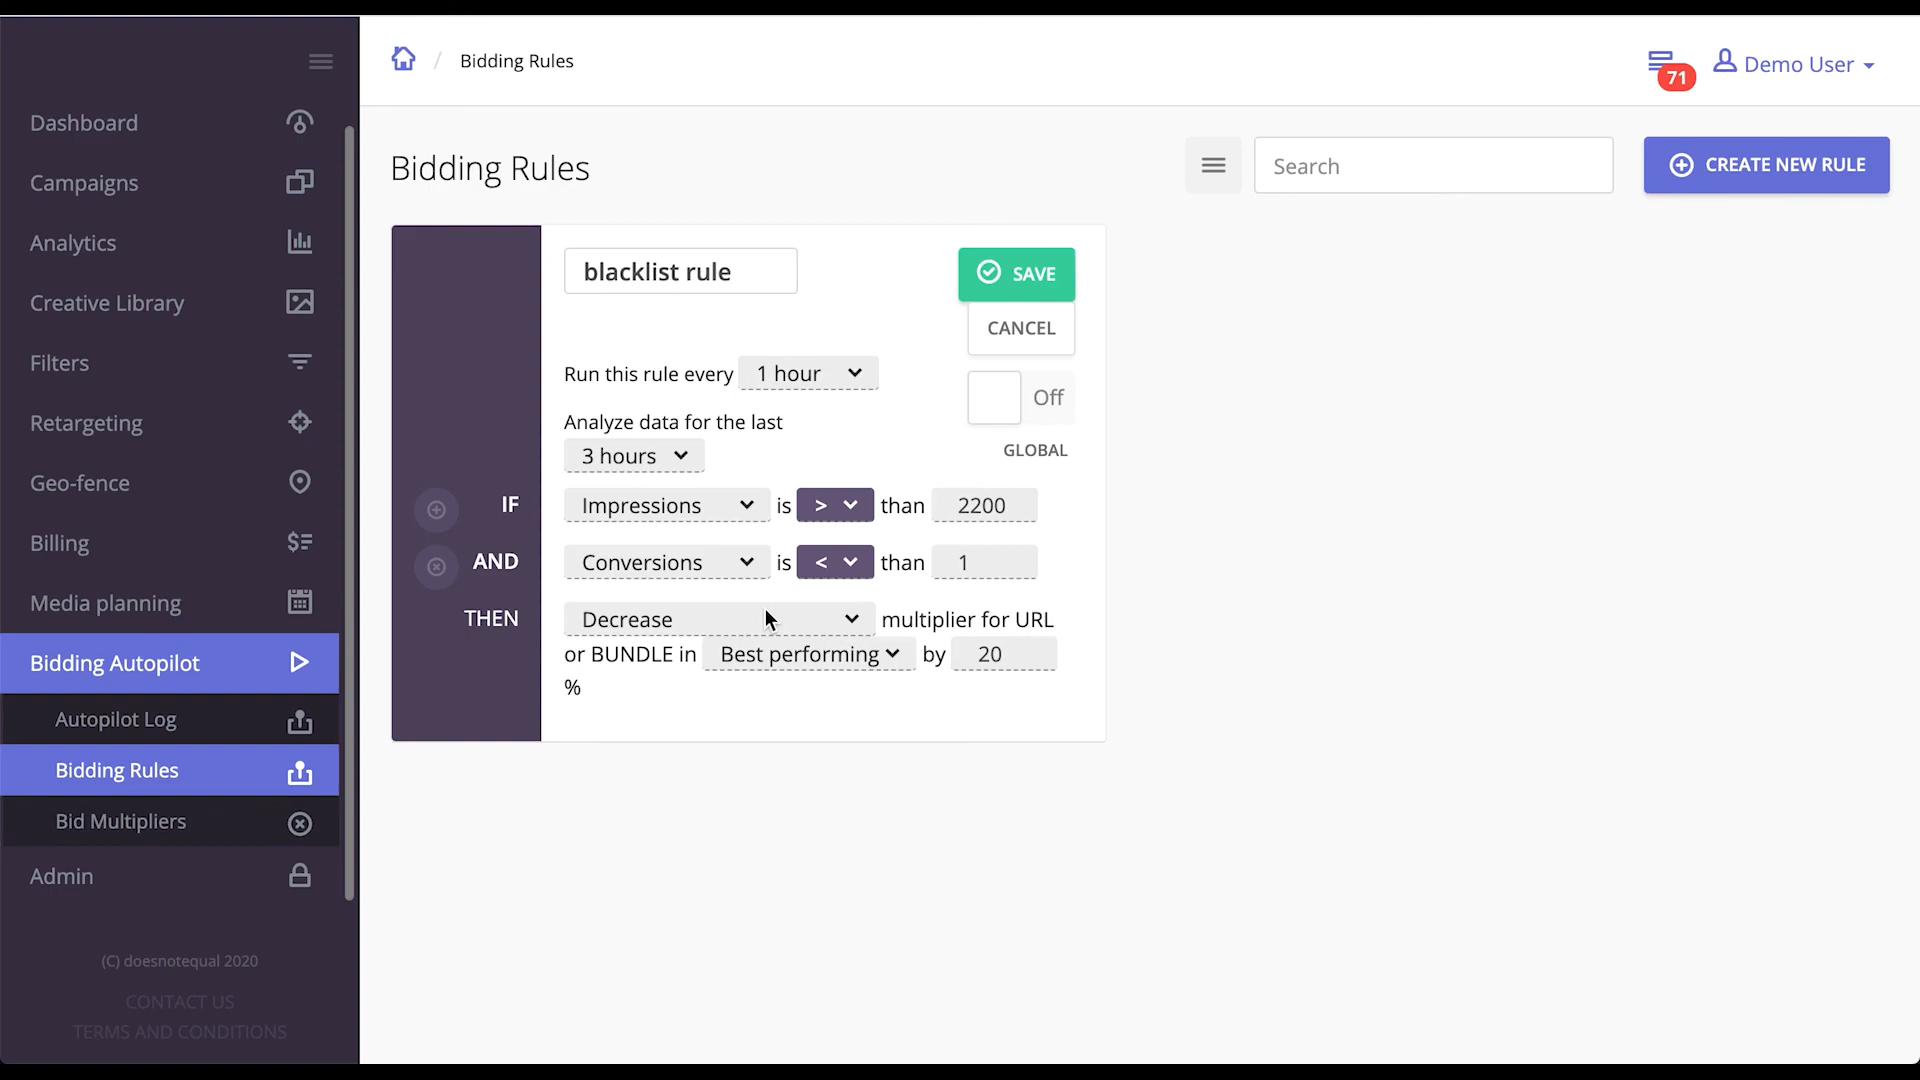 Dashboard
Campaigns
Analytics
Creative Library
Filters
Retargeting
Geo-fence
Billing
Media planning
Bidding Autopilot
Autopilot Log
Bidding Rules
Bid Multipliers
Admin
(C) doesnotequal 2020
CONTACT US
TERMS AND CONDITIONS
/ Bidding Rules
71
Demo User
Bidding Rules
Search
CREATE NEW RULE
blacklist rule
SAVE
CANCEL
Run this rule every 1 hour
Off
Analyze data for the last
3 hours
GLOBAL
IF Impressions is > than 2200
AND Conversions is < than 1
THEN Decrease multiplier for URL
or BUNDLE in Best performing by 20
%